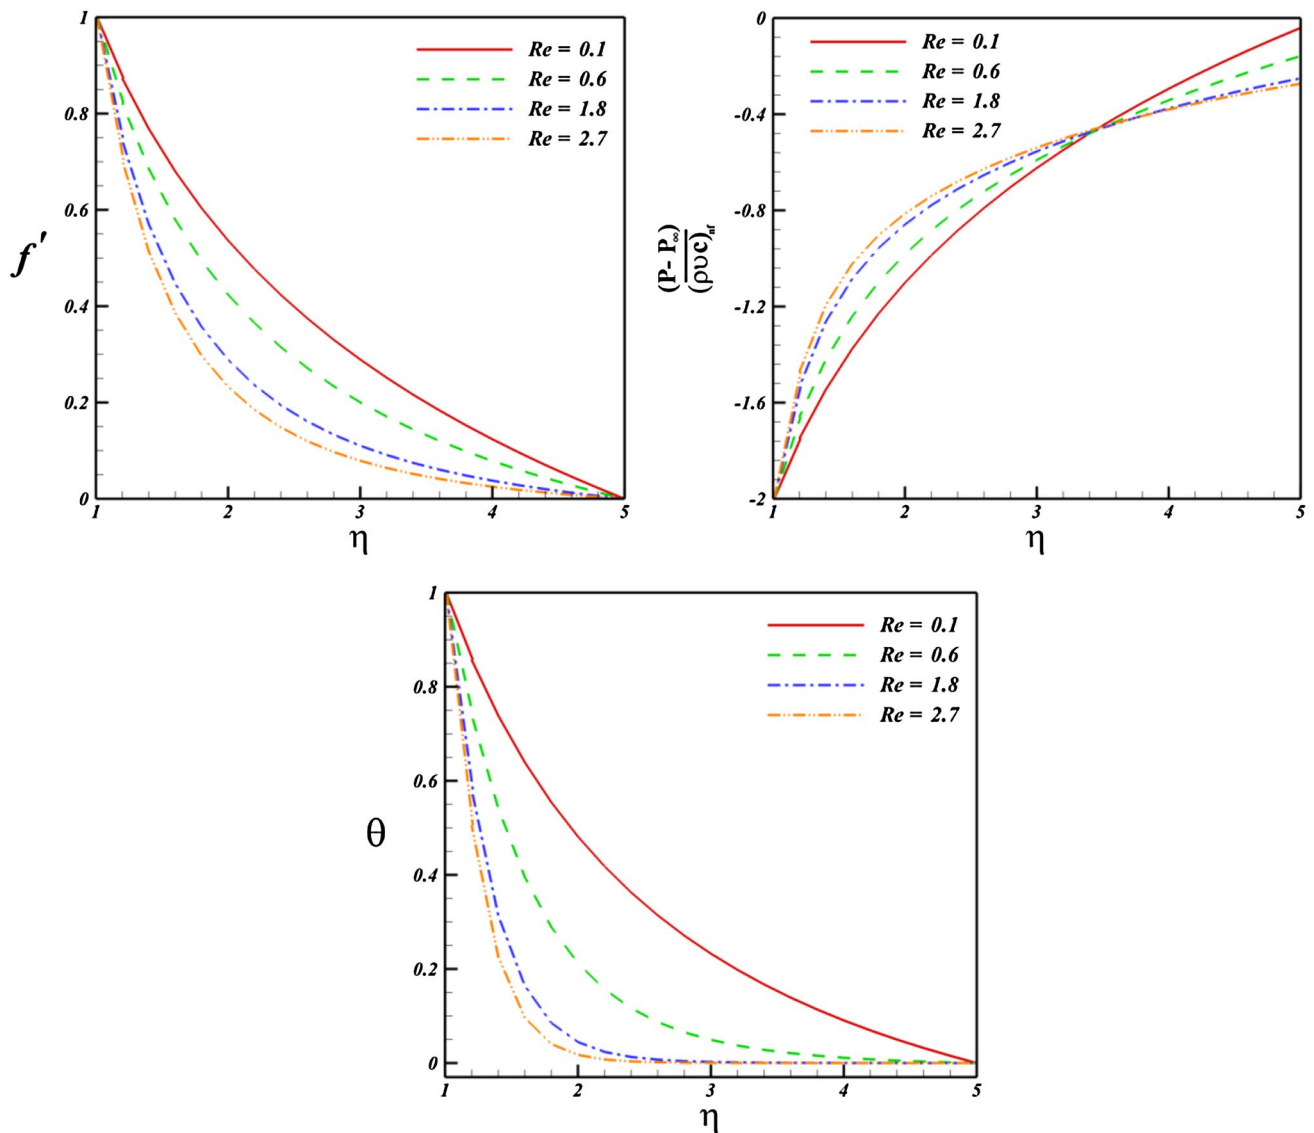 1
0.8
0.6
0.4
0.2
0
f'
1 2 3 4 5
η
Re = 0.1
Re = 0.6
Re = 1.8
Re = 2.7
0
-0.4
-0.8
-1.2
-1.6
-2
(P- P∞)
(ρυc)nf
1 2 3 4 5
η
Re = 0.1
Re = 0.6
Re = 1.8
Re = 2.7
1
0.8
0.6
0.4
0.2
0
θ
1 2 3 4 5
η
Re = 0.1
Re = 0.6
Re = 1.8
Re = 2.7